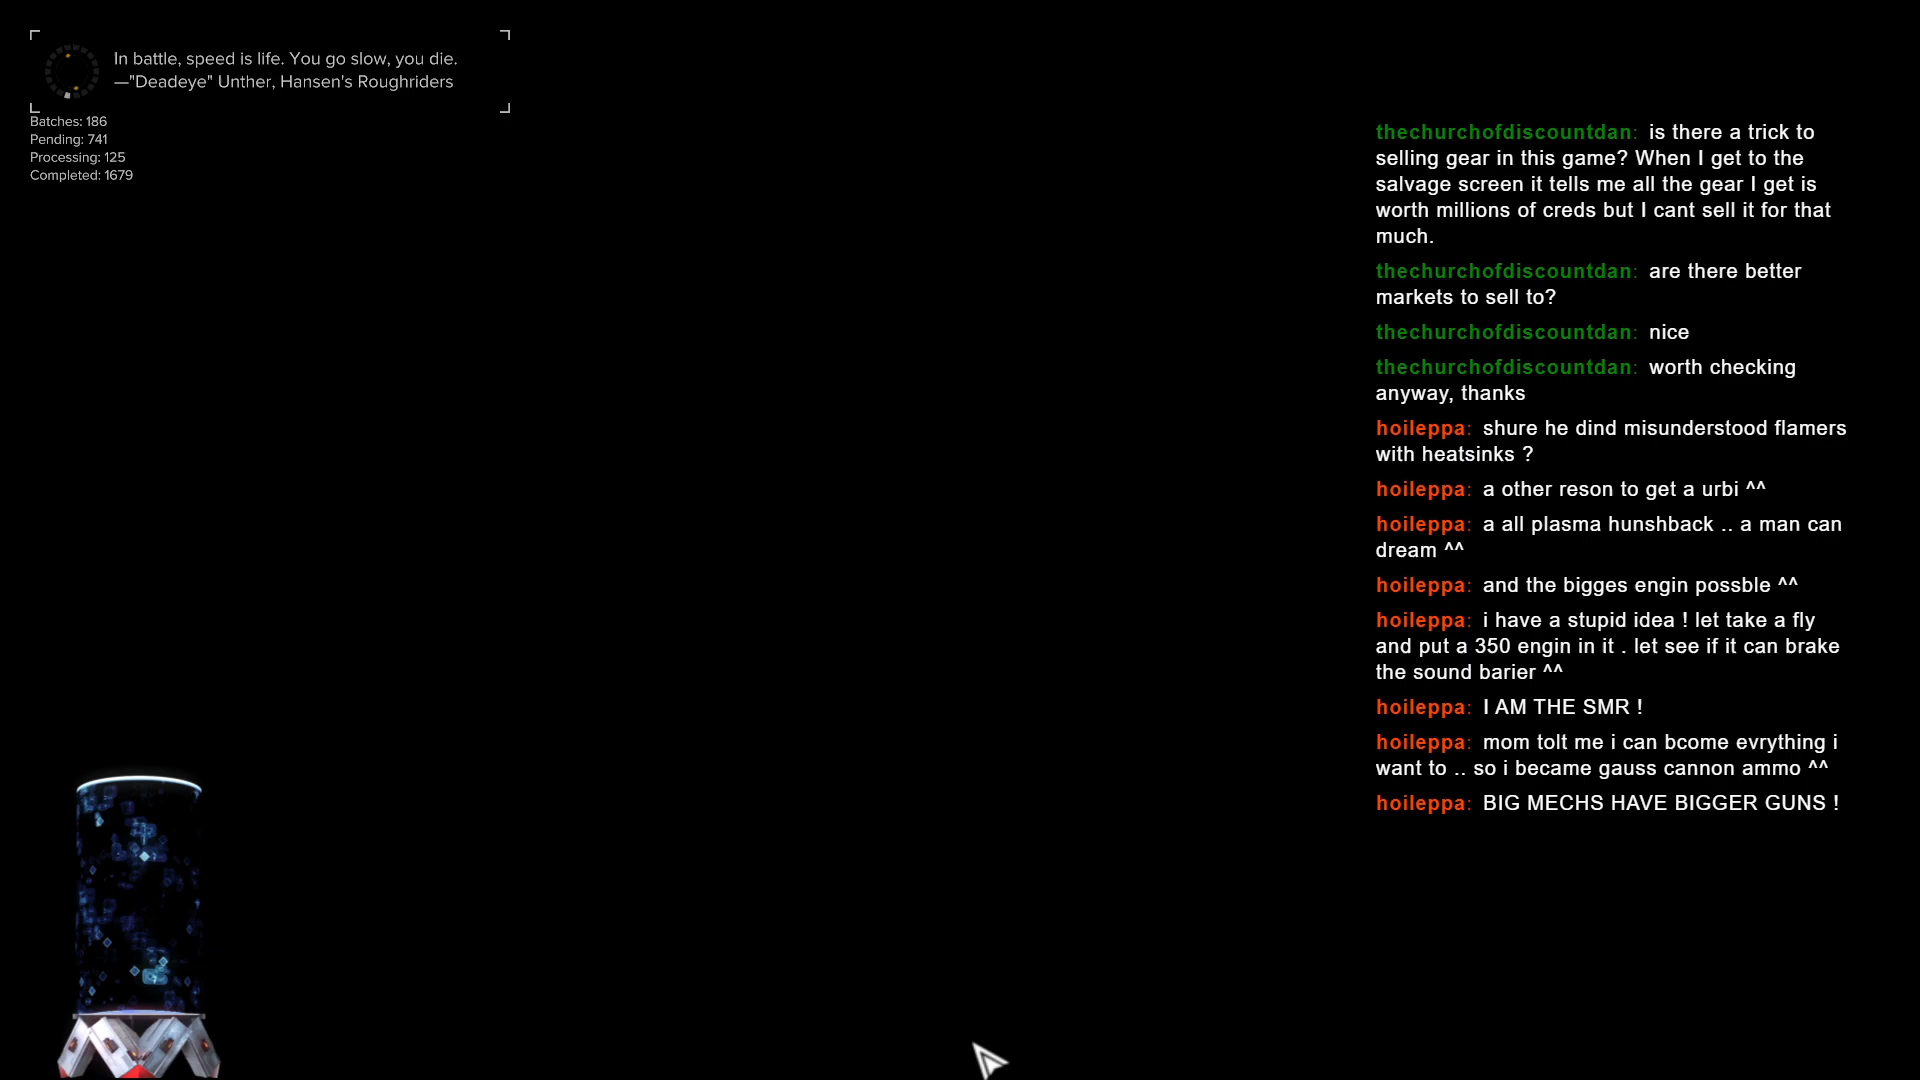 In battle, speed is life. You go slow, you die.
—"Deadeye" Unther, Hansen's Roughriders
Batches: 186
Pending: 741
Processing: 125
Completed: 1679
thechurchofdiscountdan: is there a trick to
selling gear in this game? When I get to the
salvage screen it tells me all the gear I get is
worth millions of creds but I cant sell it for that
much.
thechurchofdiscountdan: are there better
markets to sell to?
thechurchofdiscountdan: nice
thechurchofdiscountdan: worth checking
anyway, thanks
hoileppa: shure he dind misunderstood flamers
with heatsinks ?
hoileppa: a other reson to get a urbi ^^
hoileppa: a all plasma hunshback .. a man can
dream ^^
hoileppa: and the bigges engin possble ^^
hoileppa: i have a stupid idea ! let take a fly
and put a 350 engin in it . let see if it can brake
the sound barier ^^
hoileppa: I AM THE SMR !
hoileppa: mom tolt me i can bcome evrything i
want to .. so i became gauss cannon ammo ^^
hoileppa: BIG MECHS HAVE BIGGER GUNS !